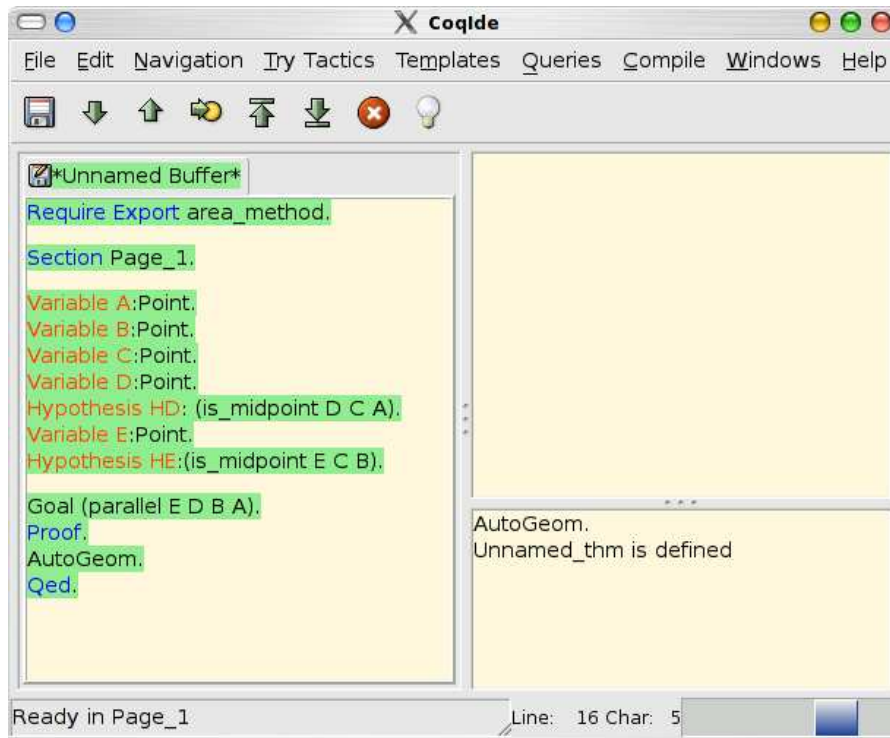 CoqIde
File Edit Navigation Try Tactics Templates Queries Compile Windows Help
*Unnamed Buffer*
Require Export area_method.
Section Page_1.
Variable A:Point.
Variable B:Point.
Variable C:Point.
Variable D:Point.
Hypothesis HD: (is_midpoint D C A).
Variable E:Point.
Hypothesis HE:(is_midpoint E C B).
Goal (parallel E D B A).
Proof.
AutoGeom.
Qed.
AutoGeom.
Unnamed_thm is defined
Ready in Page_1
Line: 16 Char: 5